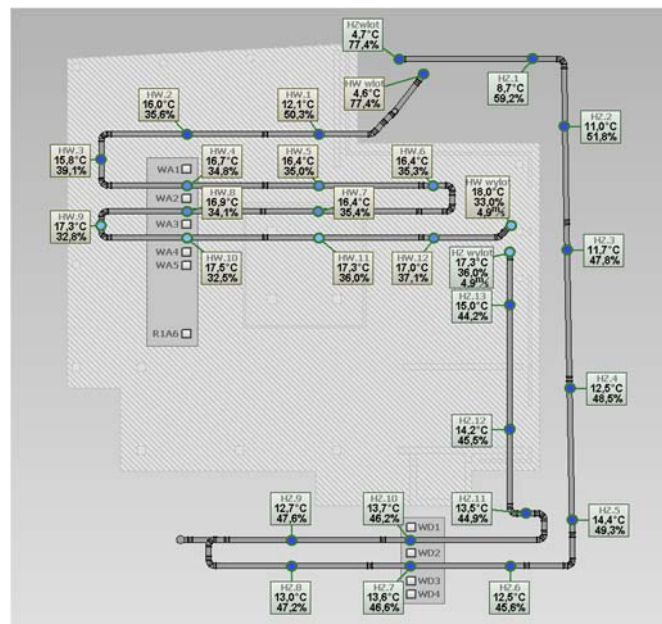 HZwlot
4,7°C
77,4%
HW wlot
4,6°C
77,4%
HZ.1
8,7°C
59,2%
HW.2
16,0°C
35,6%
HW.1
12,1°C
50,3%
HZ.2
11,0°C
51,8%
HW.3
15,8°C
39,1%
WA1
HW.4
16,7°C
34,8%
HW.5
16,4°C
35,0%
HW.6
16,4°C
35,3%
HW wylot
18,0°C
33,0%
4,9m/s
WA2
HW.8
16,9°C
34,1%
HW.7
16,4°C
35,4%
HW.9
17,3°C
32,6%
WA3
WA4
WA5
HW.10
17,5°C
32,5%
HW.11
17,3°C
36,0%
HW.12
17,0°C
37,1%
HZ wylot
17,3°C
36,0%
4,9m/s
HZ.3
11,7°C
47,8%
HZ.13
15,0°C
44,2%
R1A6
HZ.4
12,5°C
48,5%
HZ.12
14,2°C
45,5%
HZ.9
12,7°C
47,6%
HZ.10
13,7°C
46,2%
HZ.11
13,5°C
44,9%
HZ.5
14,4°C
49,3%
WD1
WD2
WD3
WD4
HZ.8
13,0°C
47,2%
HZ.7
13,6°C
46,6%
HZ.6
12,5°C
45,6%